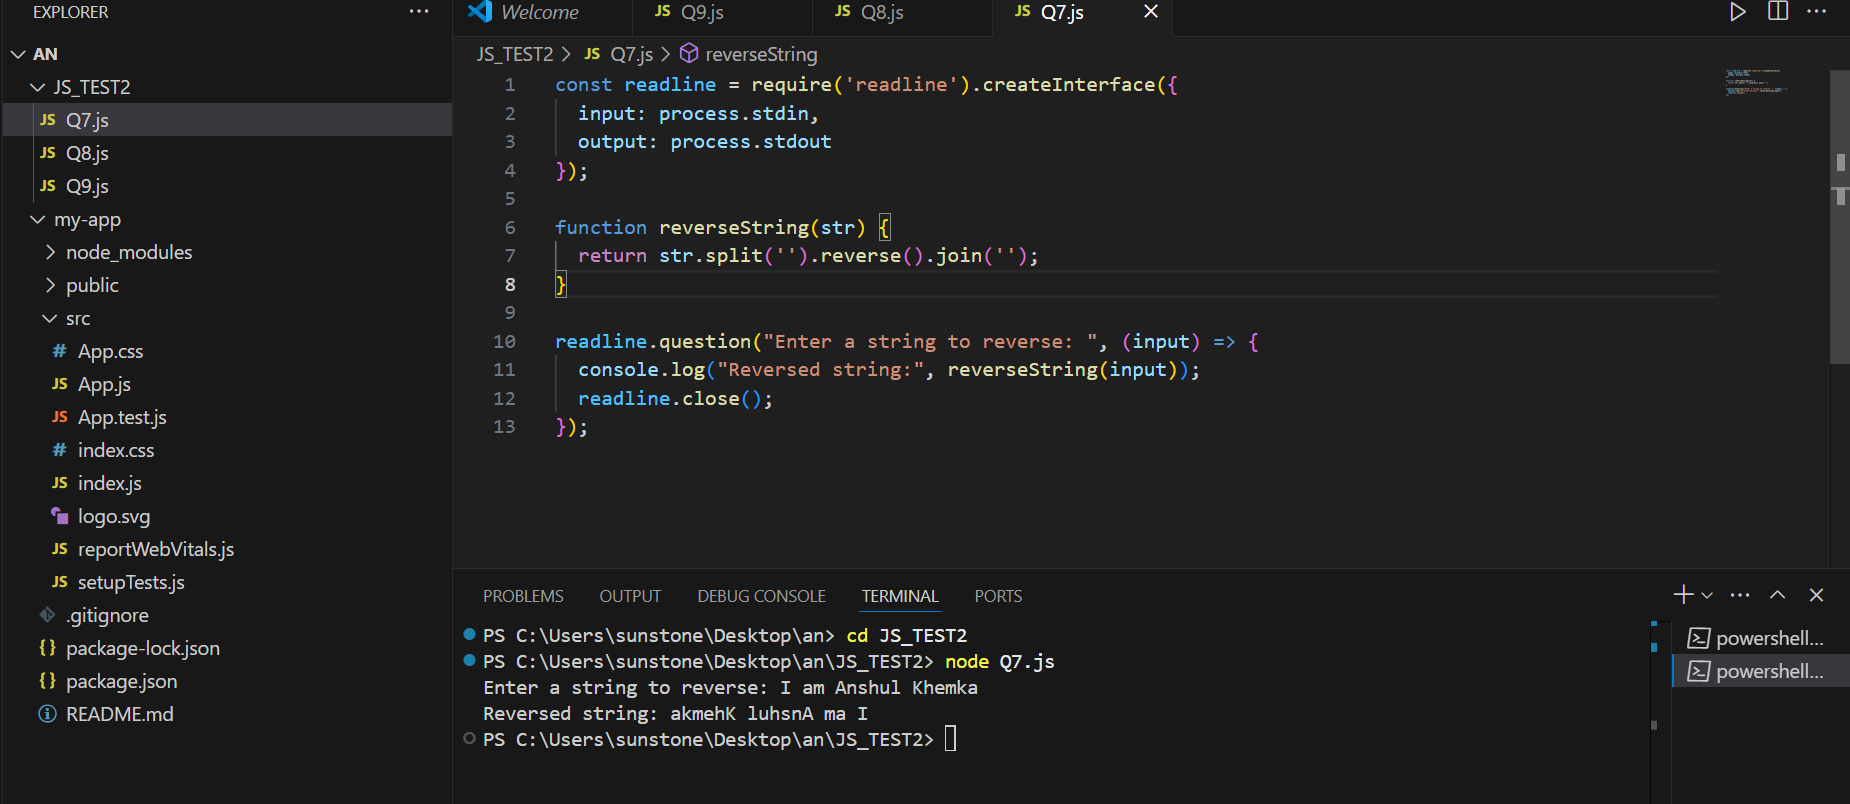 EXPLORER
AN
JS_TEST2
JS Q7.js
JS Q8.js
JS Q9.js
my-app
node_modules
public
src
# App.css
JS App.js
JS App.test.js
# index.css
JS index.js
logo.svg
JS reportWebVitals.js
JS setupTests.js
.gitignore
{} package-lock.json
{} package.json
README.md
Welcome
JS Q9.js
JS Q8.js
JS Q7.js
JS_TEST2 > JS Q7.js > reverseString
1 const readline = require('readline').createInterface({
2   input: process.stdin,
3   output: process.stdout
4 });
5
6 function reverseString(str) {
7   return str.split('').reverse().join('');
8 }
9
10 readline.question("Enter a string to reverse: ", (input) => {
11   console.log("Reversed string:", reverseString(input));
12   readline.close();
13 });
PROBLEMS OUTPUT DEBUG CONSOLE TERMINAL PORTS
PS C:\Users\sunstone\Desktop\an> cd JS_TEST2
PS C:\Users\sunstone\Desktop\an\JS_TEST2> node Q7.js
Enter a string to reverse: I am Anshul Khemka
Reversed string: akmehK luhsnA ma I
PS C:\Users\sunstone\Desktop\an\JS_TEST2>
powershell...
powershell...